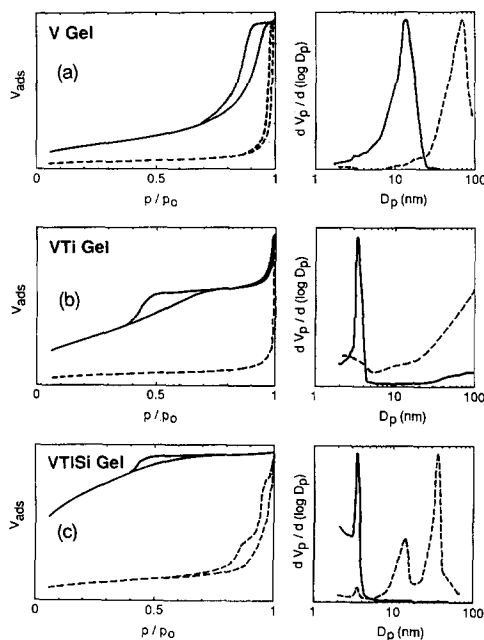 V Gel
(a)
V_ads
0 0.5 1
p / p_o
d V_p / d (log D_p)
1 10 100
D_p (nm)
VTi Gel
(b)
V_ads
0 0.5 1
p / p_o
d V_p / d (log D_p)
1 10 100
D_p (nm)
VTiSi Gel
(c)
V_ads
0 0.5 1
p / p_o
d V_p / d (log D_p)
1 10 100
D_p (nm)